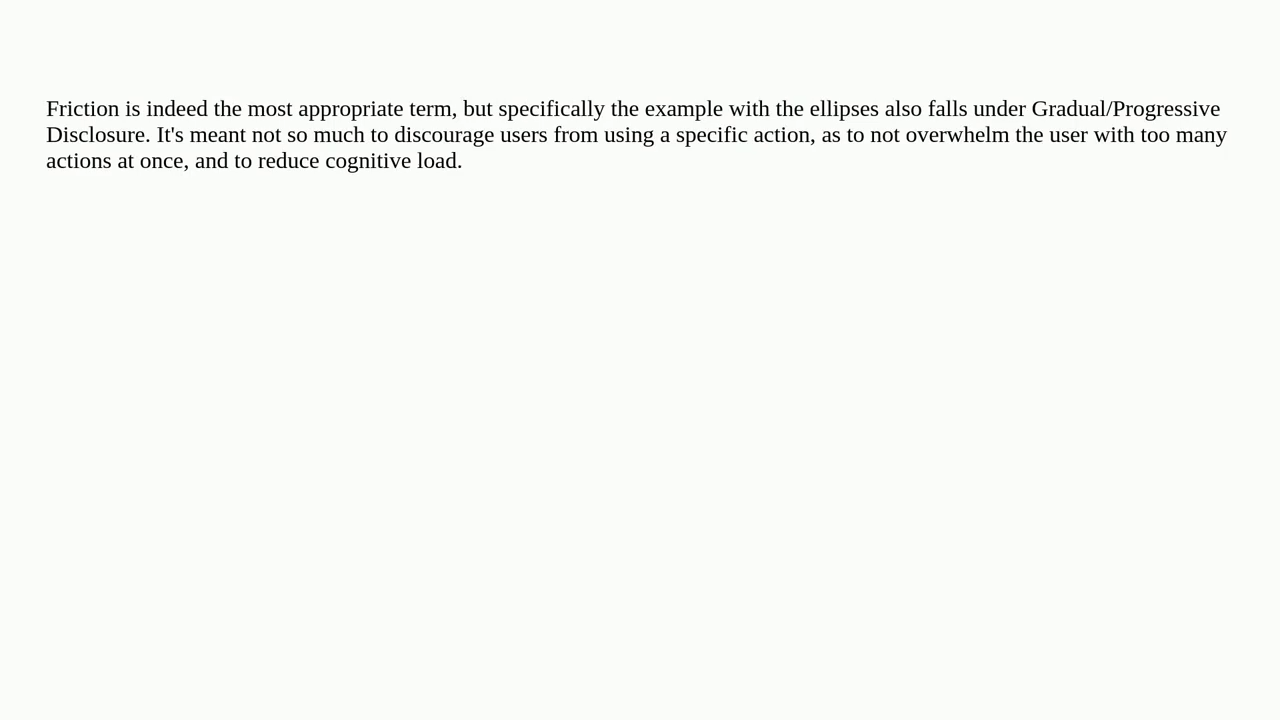 Friction is indeed the most appropriate term, but specifically the example with the ellipses also falls under Gradual/Progressive
Disclosure. It's meant not so much to discourage users from using a specific action, as to not overwhelm the user with too many
actions at once, and to reduce cognitive load.